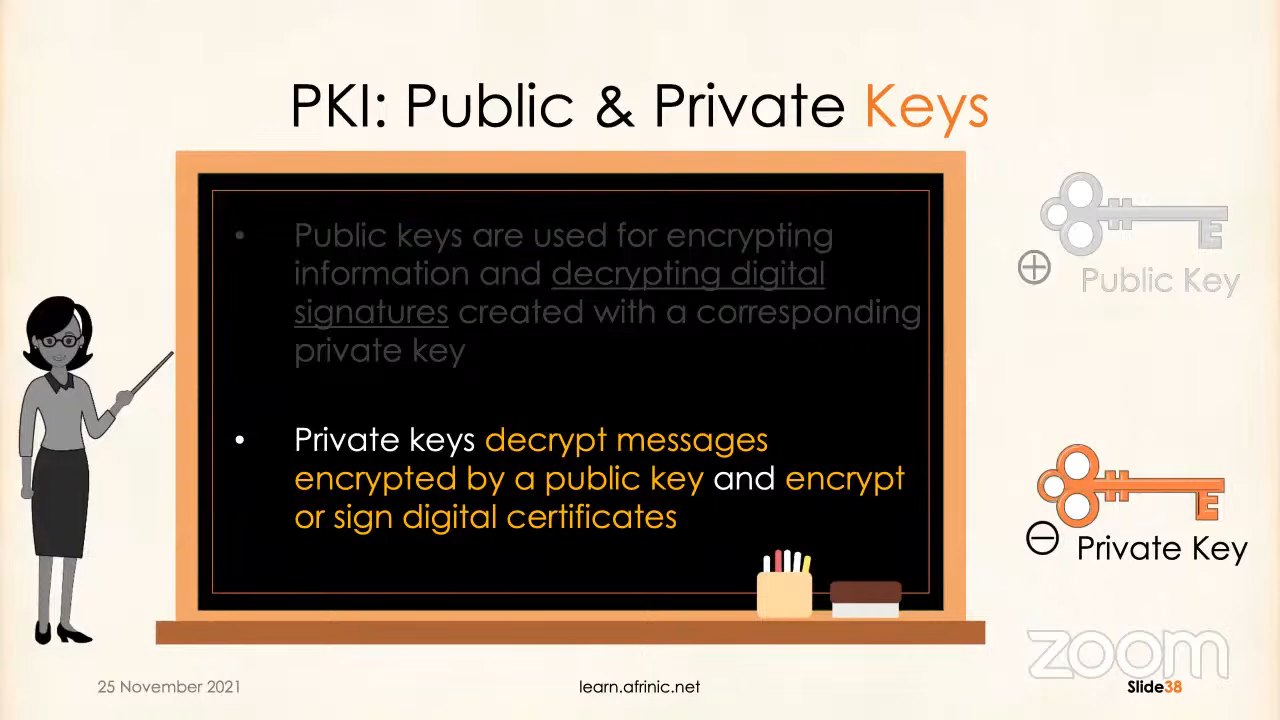 PKI: Public & Private Keys
• Public keys are used for encrypting
information and decrypting digital
signatures created with a corresponding
private key
• Private keys decrypt messages
encrypted by a public key and encrypt
or sign digital certificates
Public Key
Private Key
zoom
25 November 2021
learn.afrinic.net
Slide38